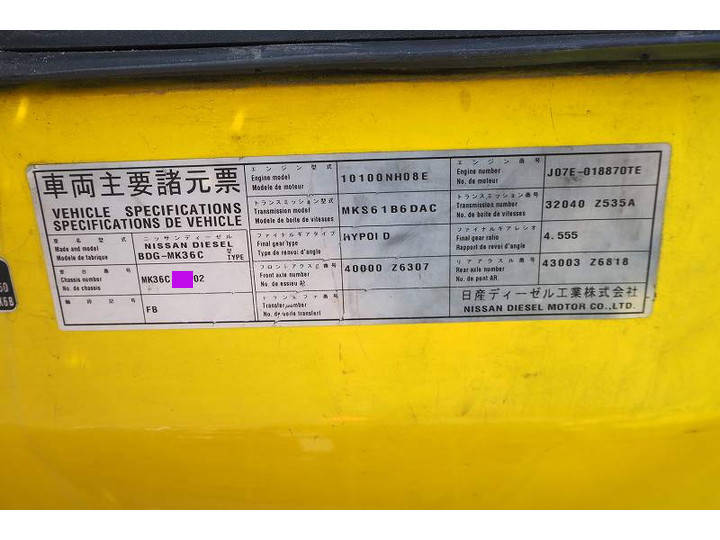 車両主要諸元票
VEHICLE SPECIFICATIONS
SPECIFICATIONS DE VEHICLE
車名型式 ニッサンディーゼル
Make and model NISSAN DIESEL 型式
Modele de fabrique BDG-MK36C TYPE
車台番号
Chassis number MK36C 02
No. de chassis
FB
エンジン型式
Engine model 10100NH08E
Modele de moteur
トランスミッション型式
Transmission model MKS61B6DAC
Modele de boite de vitesses
ファイナルギアタイプ
Final gear type HYPOID
Type de renvoi d'angle
フロントアクスル番号
Front axle number 40000 Z6307
No. de essieu AV
トランスファ番号
Transfer number
No. de boite transfert
エンジン番号
Engine number J07E-018870TE
No. de moteur
トランスミッション番号
Transmission number 32040 Z535A
No. de boite de vitesses
ファイナルギアレシオ
Final gear ratio 4.555
Rapport de renvoi d'angle
リアアクスル番号
Rear axle number 43003 Z6818
No. de pont AR
日産ディーゼル工業株式会社
NISSAN DIESEL MOTOR CO.,LTD.